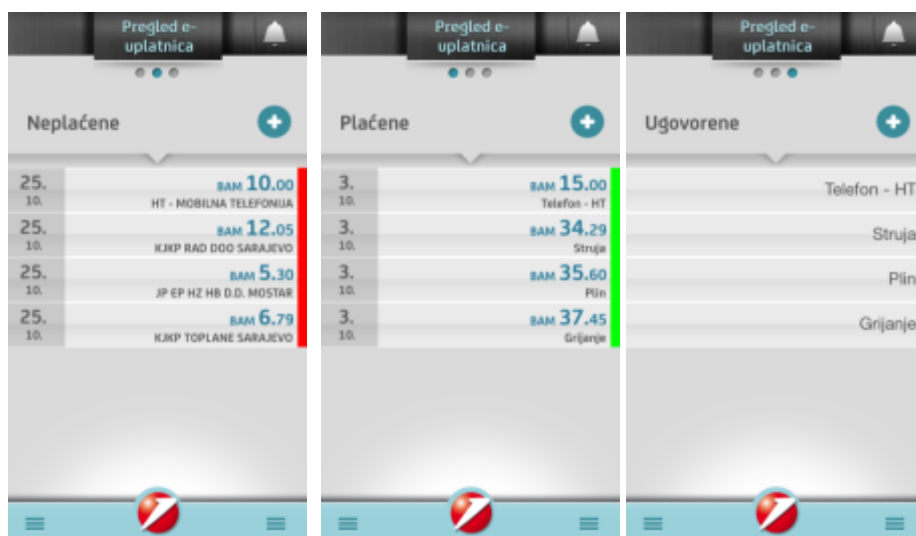 Pregled e-
uplatnica
Neplaćene
25.
10.
BAM 10.00
HT - MOBILNA TELEFONIJA
25.
10.
BAM 12.05
KJKP RAD DOO SARAJEVO
25.
10.
BAM 5.30
JP EP HZ HB D.D. MOSTAR
25.
10.
BAM 6.79
KJKP TOPLANE SARAJEVO
Pregled e-
uplatnica
Plaćene
3.
10.
BAM 15.00
Telefon - HT
3.
10.
BAM 34.29
Struja
3.
10.
BAM 35.60
Plin
3.
10.
BAM 37.45
Grijanje
Pregled e-
uplatnica
Ugovorene
Telefon - HT
Struja
Plin
Grijanje